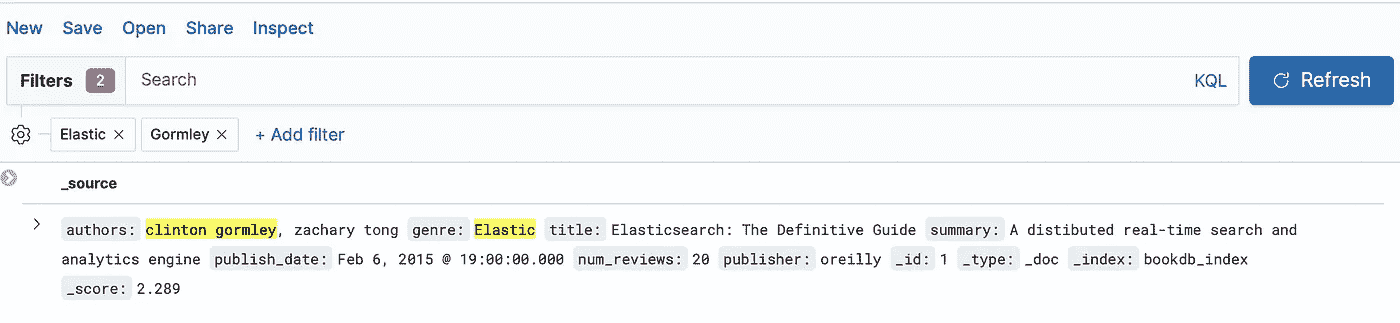 New Save Open Share Inspect
Filters 2 Search KQL Refresh
Elastic × Gormley × + Add filter
_source
authors: clinton gormley, zachary tong genre: Elastic title: Elasticsearch: The Definitive Guide summary: A distibuted real-time search and
analytics engine publish_date: Feb 6, 2015 @ 19:00:00.000 num_reviews: 20 publisher: oreilly _id: 1 _type: _doc _index: bookdb_index
_score: 2.289